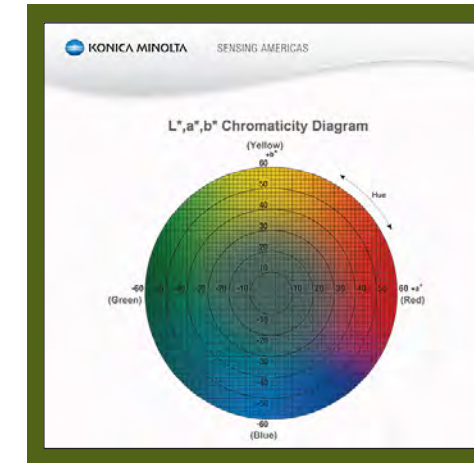 KONICA MINOLTA SENSING AMERICAS
L*,a*,b* Chromaticity Diagram
(Yellow)
+b*
60
50
Hue
40
30
20
10
-60 -50 -40 -30 -20 -10 10 20 30 40 50 60 +a*
(Green) (Red)
-10
-20
-30
-40
-50
-60
(Blue)